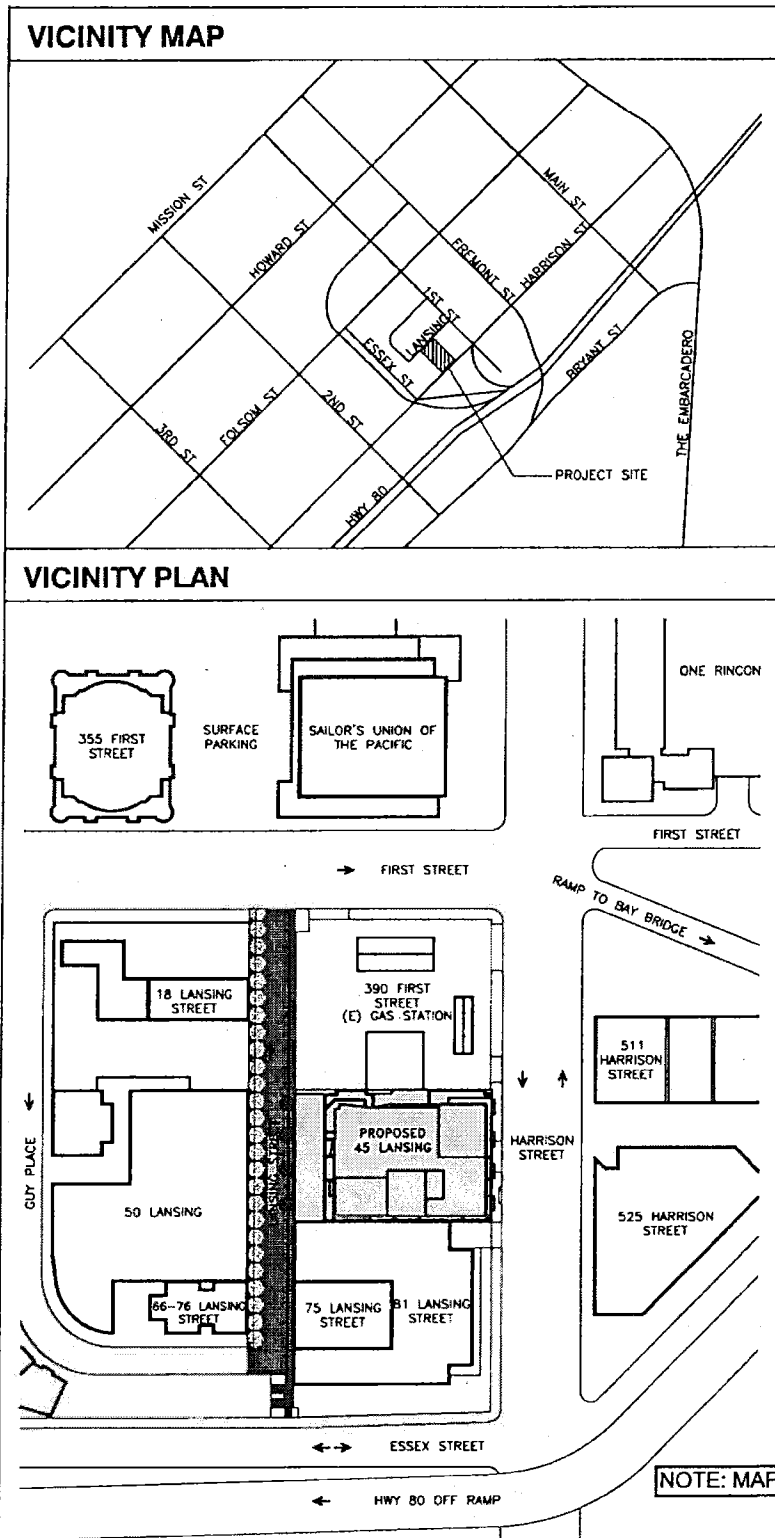 VICINITY MAP
MISSION ST
HOWARD ST
MAIN ST
FREMONT ST
HARRISON ST
1ST ST
LANSING
ESSEX ST
BRYANT ST
THE EMBARCADERO
FOLSOM ST
2ND ST
3RD ST
HWY 80
PROJECT SITE
VICINITY PLAN
355 FIRST
STREET
SURFACE
PARKING
SAILOR'S UNION OF
THE PACIFIC
ONE RINCON
FIRST STREET
→ FIRST STREET
RAMP TO BAY BRIDGE →
18 LANSING
STREET
390 FIRST
STREET
(E) GAS STATION
511
HARRISON
STREET
LANSING STREET
PROPOSED
45 LANSING
HARRISON
STREET
GUY PLACE
50 LANSING
525 HARRISON
STREET
66-76 LANSING
STREET
75 LANSING
STREET
81 LANSING
STREET
ESSEX STREET
← HWY 80 OFF RAMP
NOTE: MAP